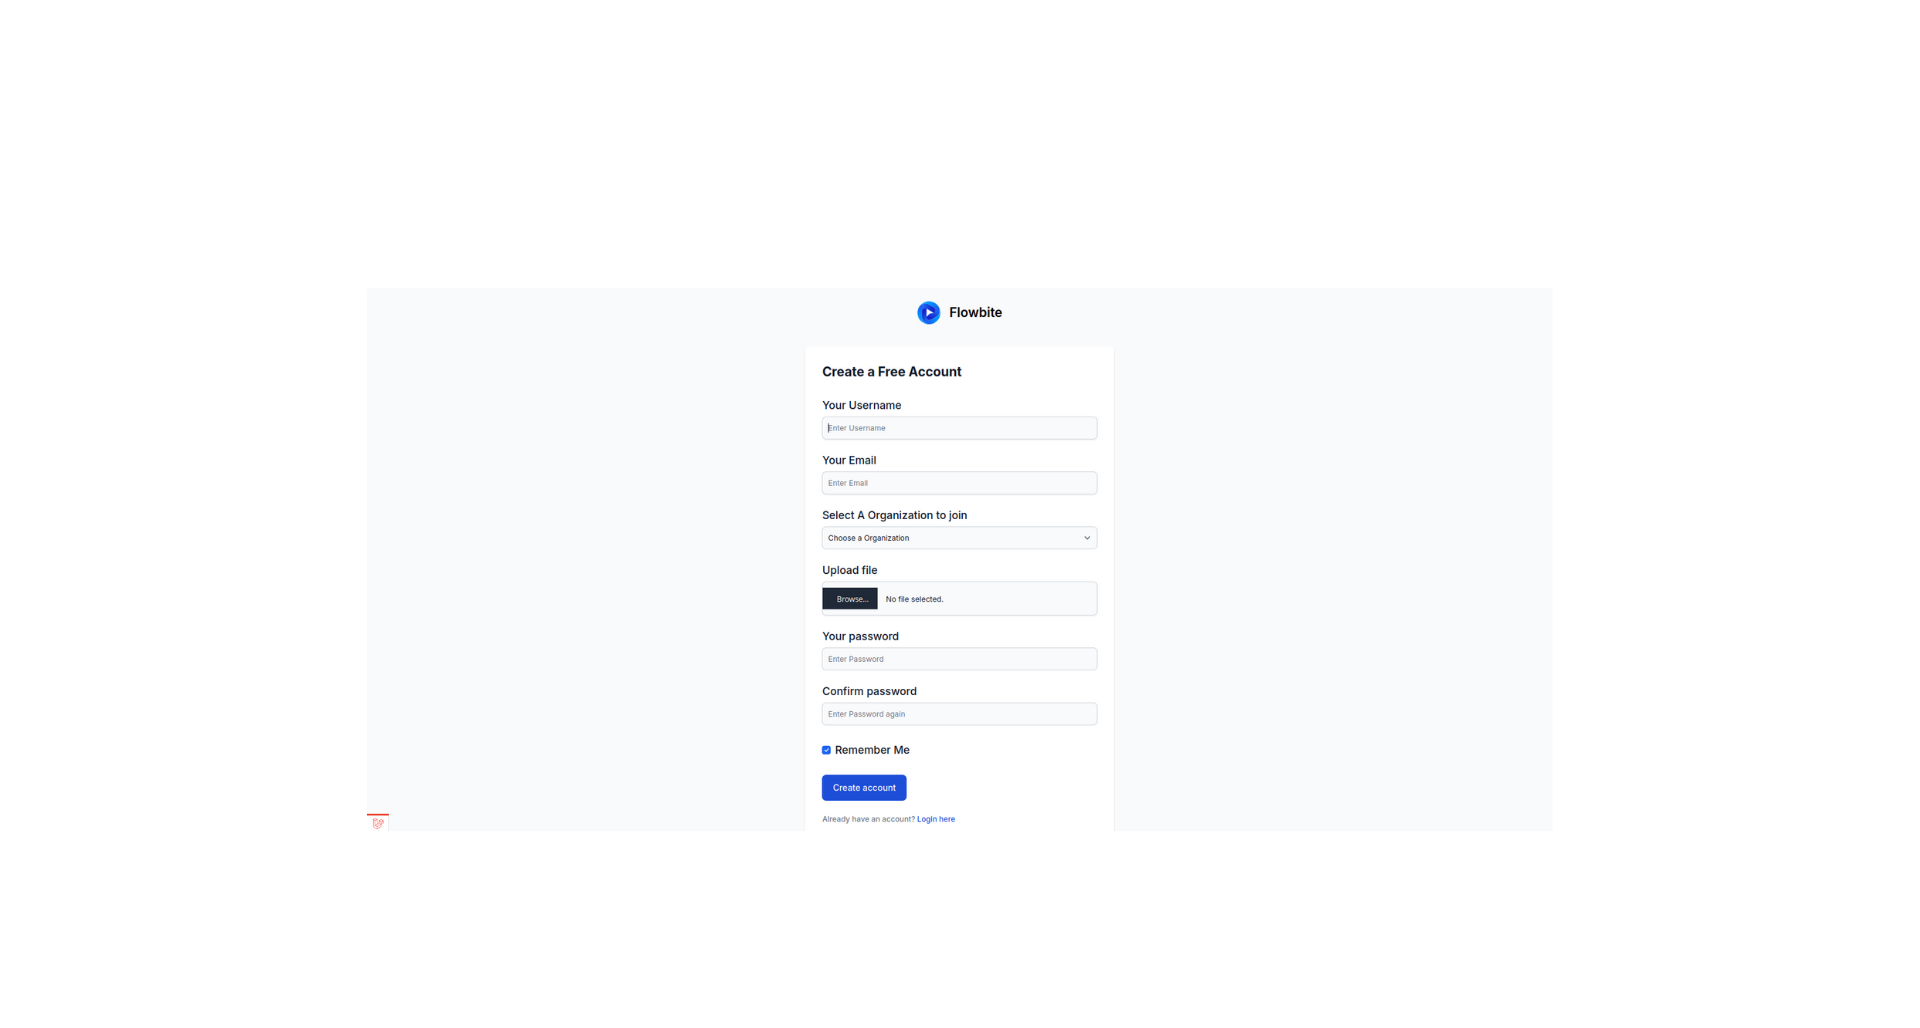 Flowbite
Create a Free Account
Your Username
Enter Username
Your Email
Enter Email
Select A Organization to join
Choose a Organization
Upload file
Browse... No file selected.
Your password
Enter Password
Confirm password
Enter Password again
Remember Me
Create account
Already have an account? Login here